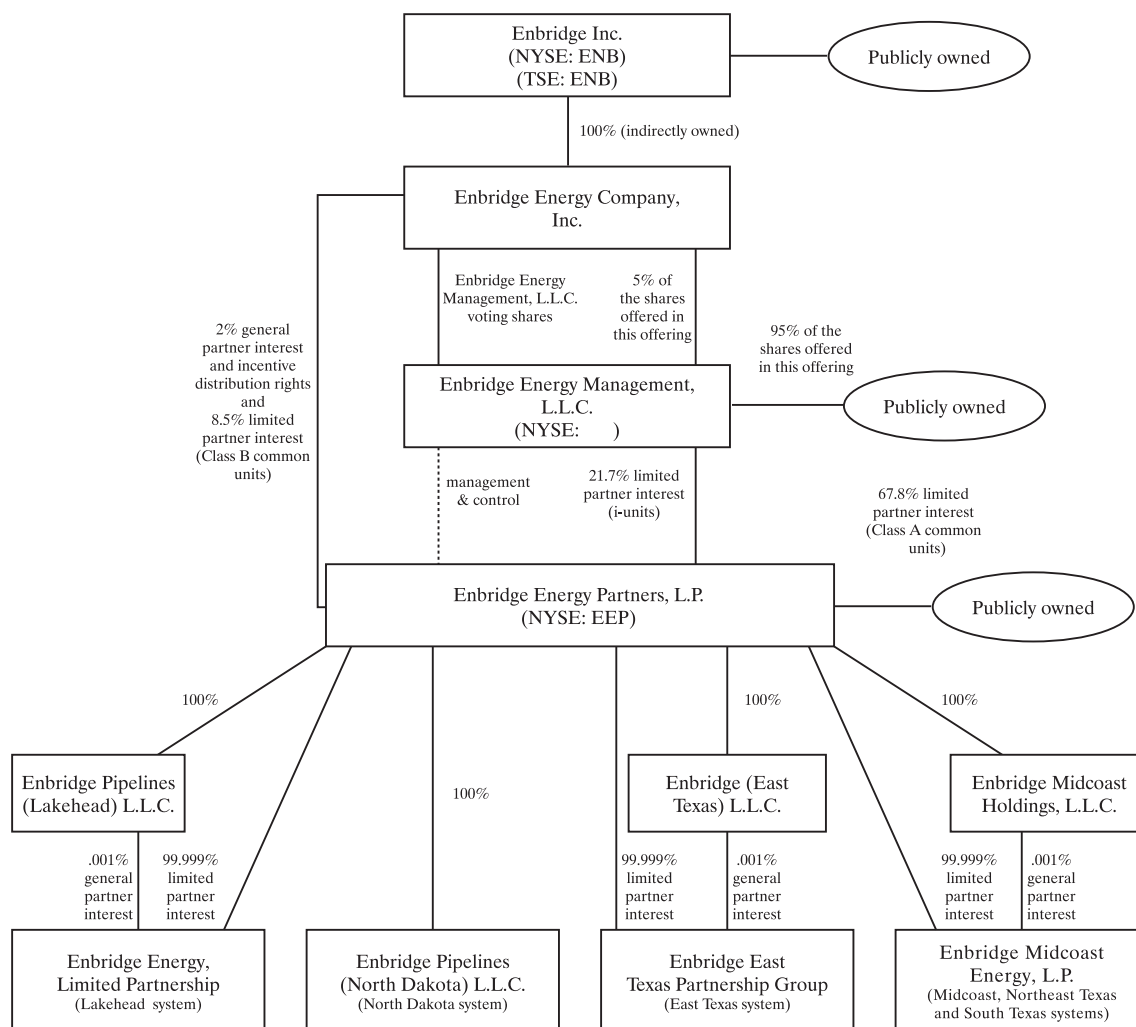 Enbridge Inc.
(NYSE: ENB)
(TSE: ENB)
Publicly owned
100% (indirectly owned)
Enbridge Energy Company,
Inc.
Enbridge Energy
Management, L.L.C.
voting shares
5% of
the shares
offered in
this offering
2% general
partner interest
and incentive
distribution rights
and
8.5% limited
partner interest
(Class B common
units)
95% of the
shares offered
in this offering
Enbridge Energy Management,
L.L.C.
(NYSE: )
Publicly owned
management
& control
21.7% limited
partner interest
(i-units)
67.8% limited
partner interest
(Class A common
units)
Enbridge Energy Partners, L.P.
(NYSE: EEP)
Publicly owned
100%
100%
100%
100%
Enbridge Pipelines
(Lakehead) L.L.C.
Enbridge (East
Texas) L.L.C.
Enbridge Midcoast
Holdings, L.L.C.
.001%
general
partner
interest
99.999%
limited
partner
interest
99.999%
limited
partner
interest
.001%
general
partner
interest
99.999%
limited
partner
interest
.001%
general
partner
interest
Enbridge Energy,
Limited Partnership
(Lakehead system)
Enbridge Pipelines
(North Dakota) L.L.C.
(North Dakota system)
Enbridge East
Texas Partnership Group
(East Texas system)
Enbridge Midcoast
Energy, L.P.
(Midcoast, Northeast Texas
and South Texas systems)